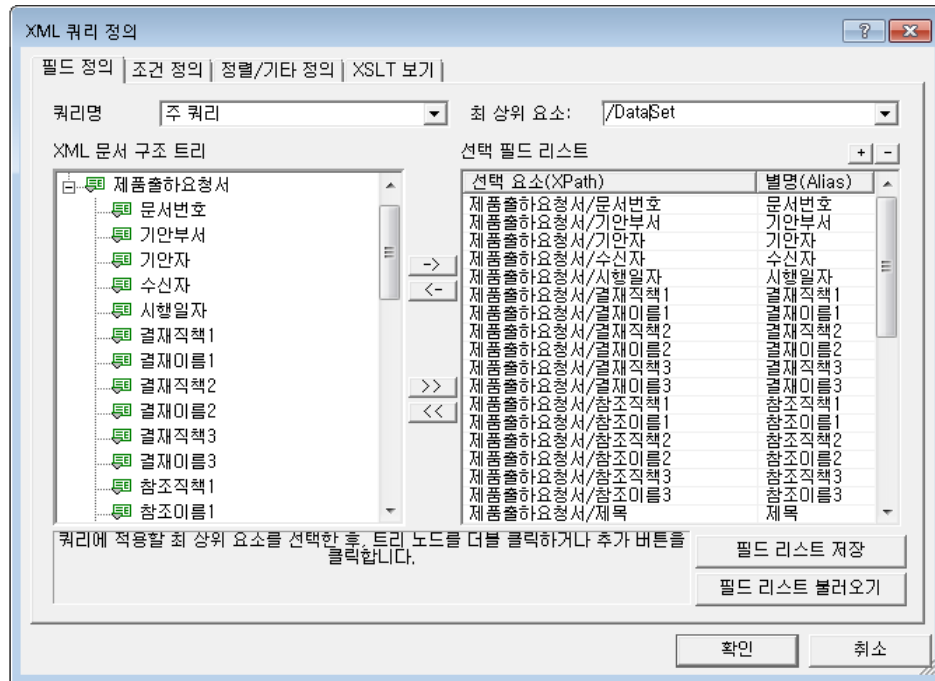 XML 쿼리 정의
필드 정의 조건 정의 정렬/기타 정의 XSLT 보기
쿼리명 주 쿼리 최 상위 요소: /DataSet
XML 문서 구조 트리
제품출하요청서
문서번호
기안부서
기안자
수신자
시행일자
결재직책1
결재이름1
결재직책2
결재이름2
결재직책3
결재이름3
참조직책1
참조이름1
->
<-
>>
<<
선택 필드 리스트 + -
선택 요소(XPath) 별명(Alias)
제품출하요청서/문서번호 문서번호
제품출하요청서/기안부서 기안부서
제품출하요청서/기안자 기안자
제품출하요청서/수신자 수신자
제품출하요청서/시행일자 시행일자
제품출하요청서/결재직책1 결재직책1
제품출하요청서/결재이름1 결재이름1
제품출하요청서/결재직책2 결재직책2
제품출하요청서/결재이름2 결재이름2
제품출하요청서/결재직책3 결재직책3
제품출하요청서/결재이름3 결재이름3
제품출하요청서/참조직책1 참조직책1
제품출하요청서/참조이름1 참조이름1
제품출하요청서/참조직책2 참조직책2
제품출하요청서/참조이름2 참조이름2
제품출하요청서/참조직책3 참조직책3
제품출하요청서/참조이름3 참조이름3
제품출하요청서/제목 제목
쿼리에 적용할 최 상위 요소를 선택한 후, 트리 노드를 더블 클릭하거나 추가 버튼을
클릭합니다.
필드 리스트 저장
필드 리스트 불러오기
확인 취소